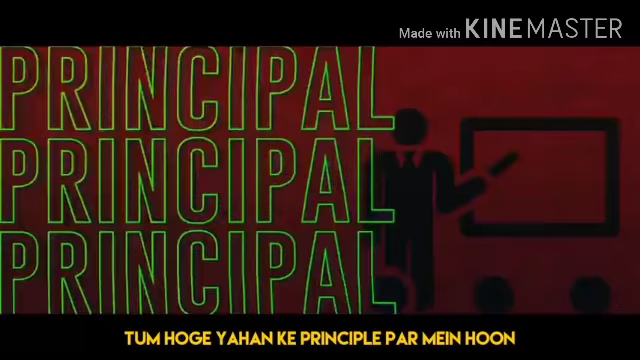 Made with KINEMASTER
PRINCIPAL
PRINCIPAL
PRINCIPAL
TUM HOGE YAHAN KE PRINCIPLE PAR MEIN HOON